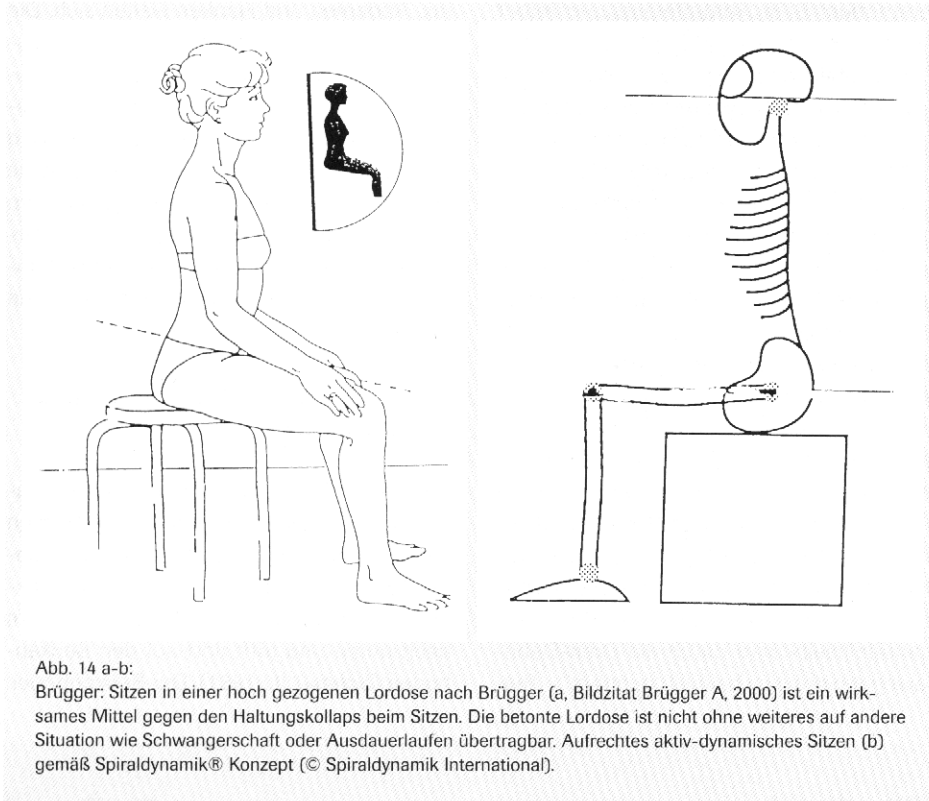 Abb. 14 a-b:
Brügger: Sitzen in einer hoch gezogenen Lordose nach Brügger (a, Bildzitat Brügger A, 2000) ist ein wirk-
sames Mittel gegen den Haltungskollaps beim Sitzen. Die betonte Lordose ist nicht ohne weiteres auf andere
Situation wie Schwangerschaft oder Ausdauerlaufen übertragbar. Aufrechtes aktiv-dynamisches Sitzen (b)
gemäß Spiraldynamik® Konzept (© Spiraldynamik International).